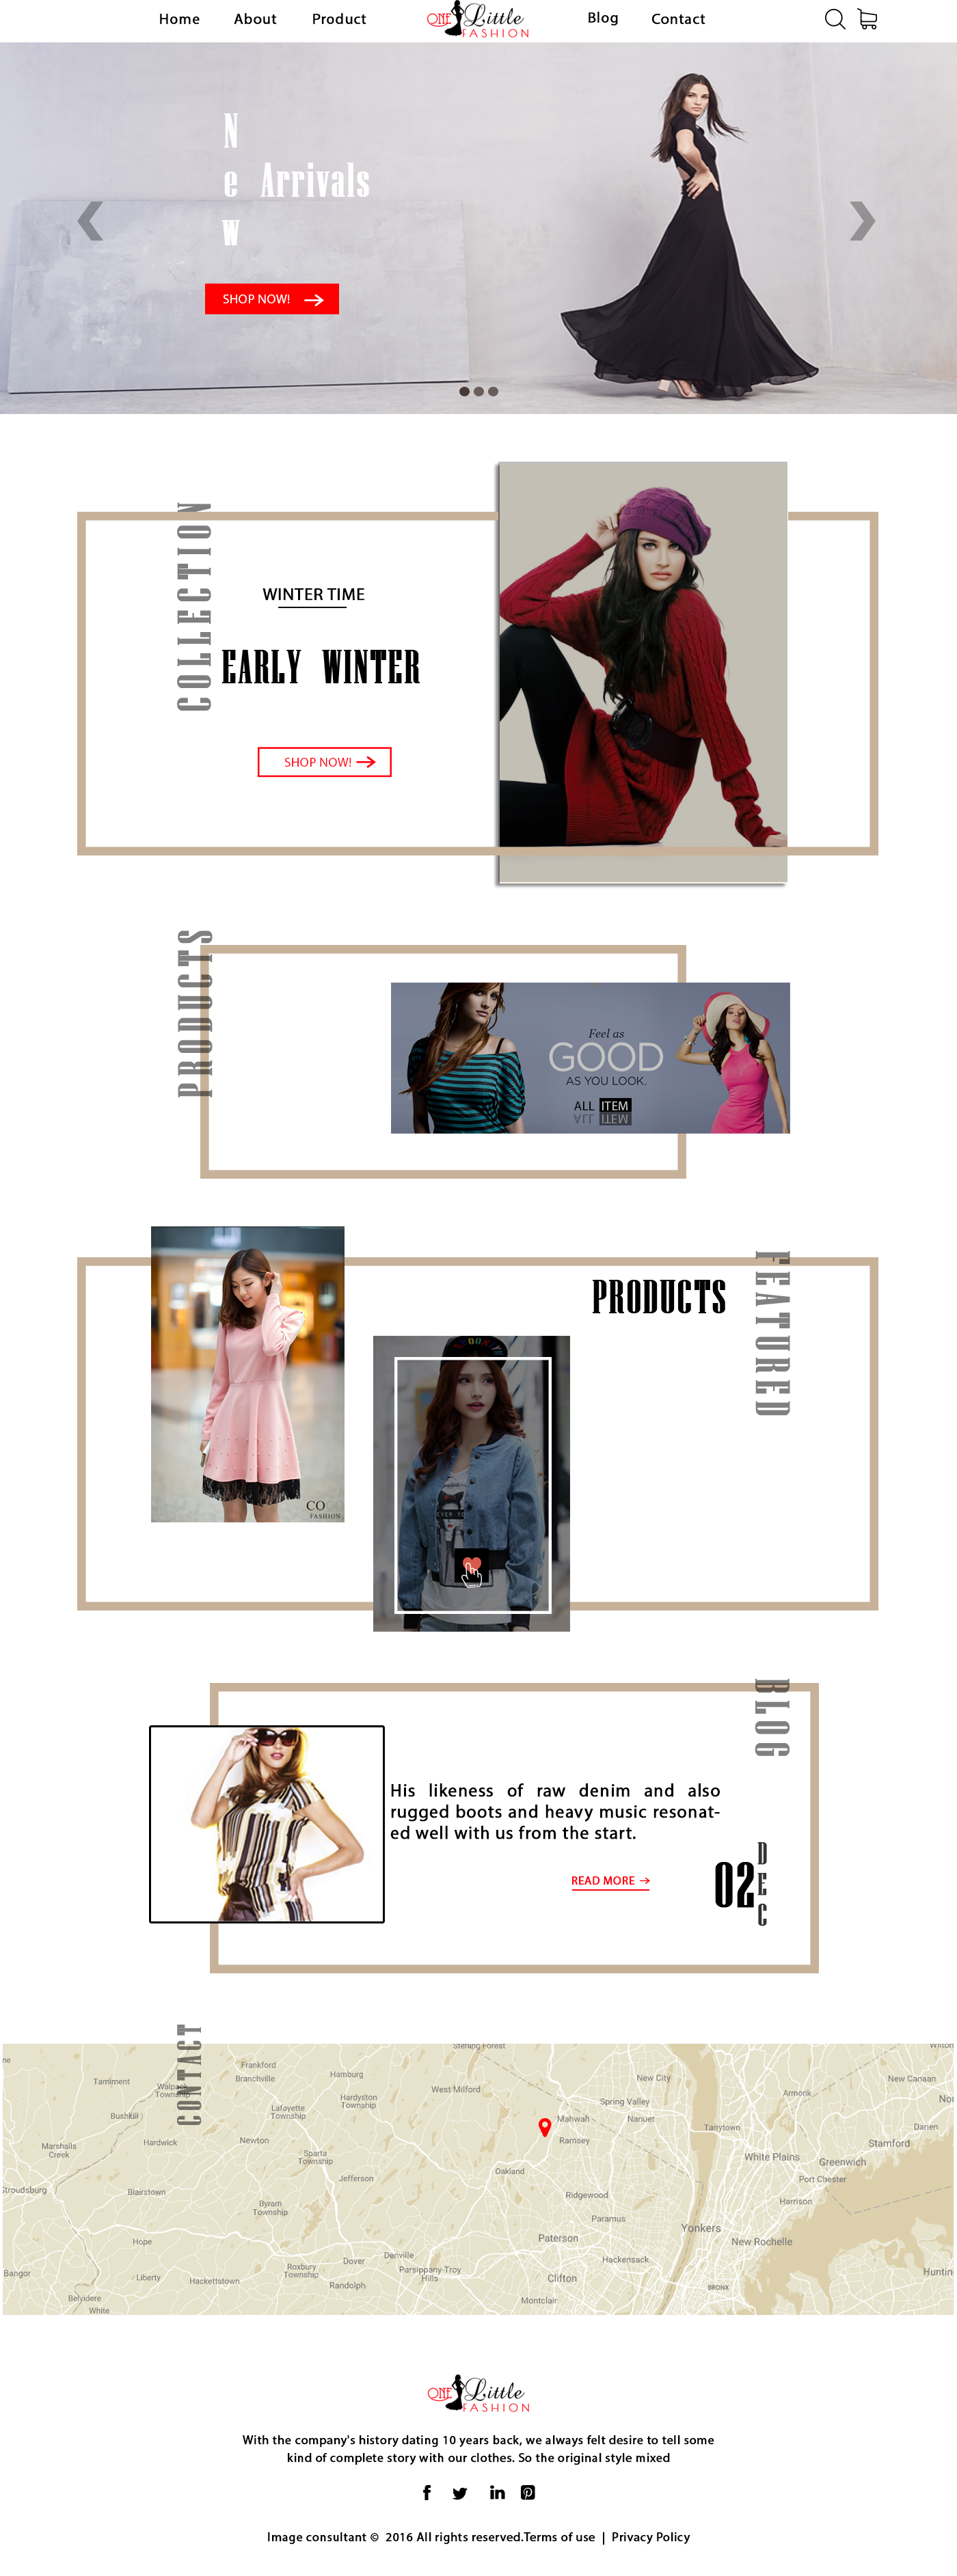 Home About Product ONE Little FASHION Blog Contact
New Arrivals
SHOP NOW!
COLLECTION
WINTER TIME
EARLY WINTER
SHOP NOW!
PRODUCTS
Feel as
GOOD
AS YOU LOOK.
ALL ITEM
PRODUCTS
FEATURED
CO
FASHION
BLOG
His likeness of raw denim and also
rugged boots and heavy music resonat-
ed well with us from the start.
READ MORE
02 DEC
CONTACT
Sterling Forest
Frankford
Tarriment
Branchville
Hamburg
New City
New Canaan
Walpack
Township
West Milford
Armonk
Hardyston
Township
Spring Valley
Lafayette
Township
Bushkill
Mahwah
Nanuet
Tarrytown
Darien
Hardwick
Newton
Ramsey
Stamford
Marshalls
Creek
Sparta
Township
White Plains
Greenwich
Oakland
Jefferson
Port Chester
Stroudsburg
Blairstown
Ridgewood
Harrison
Byram
Township
Paramus
Yonkers
Hope
Paterson
New Rochelle
Denville
Dover
Hackensack
Bangor
Roxbury
Township
Parsippany-Troy
Hills
Huntin
Liberty
Hackettstown
Randolph
Clifton
BRONX
Belvidere
Montclair
White
ONE Little
FASHION
With the company's history dating 10 years back, we always felt desire to tell some
kind of complete story with our clothes. So the original style mixed
Image consultant © 2016 All rights reserved.Terms of use | Privacy Policy